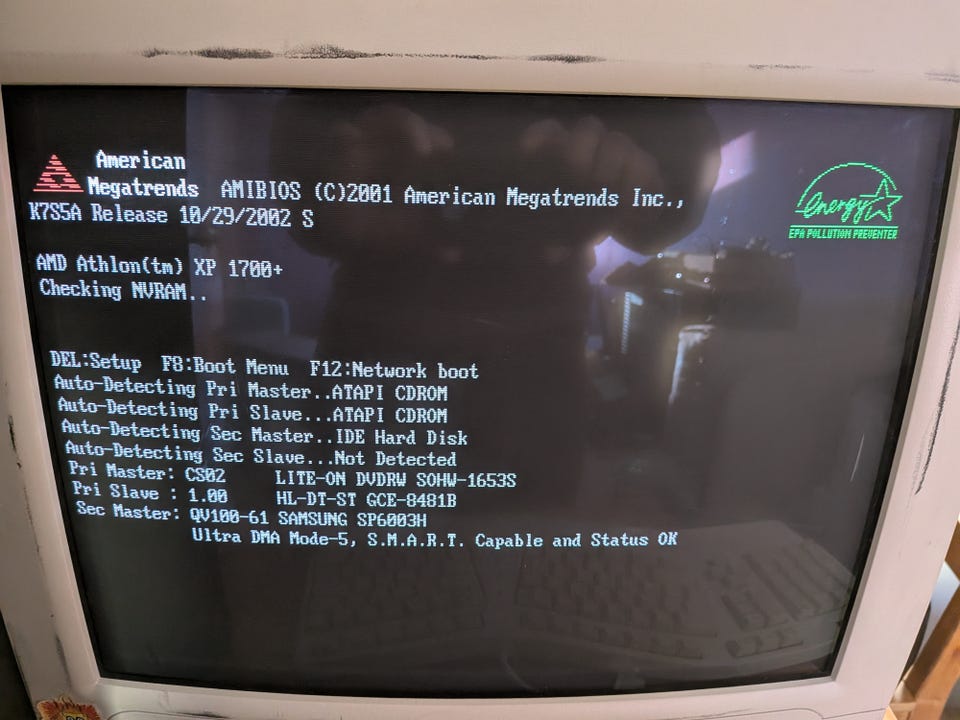 American
Megatrends AMIBIOS (C)2001 American Megatrends Inc.,
K7S5A Release 10/29/2002 S
energy
EPA POLLUTION PREVENTER
AMD Athlon(tm) XP 1700+
Checking NVRAM..
DEL:Setup F8:Boot Menu F12:Network boot
Auto-Detecting Pri Master..ATAPI CDROM
Auto-Detecting Pri Slave...ATAPI CDROM
Auto-Detecting Sec Master..IDE Hard Disk
Auto-Detecting Sec Slave...Not Detected
Pri Master: CS02 LITE-ON DVDRW SOHW-1653S
Pri Slave : 1.00 HL-DT-ST GCE-8481B
Sec Master: QV100-61 SAMSUNG SP6003H
Ultra DMA Mode-5, S.M.A.R.T. Capable and Status OK